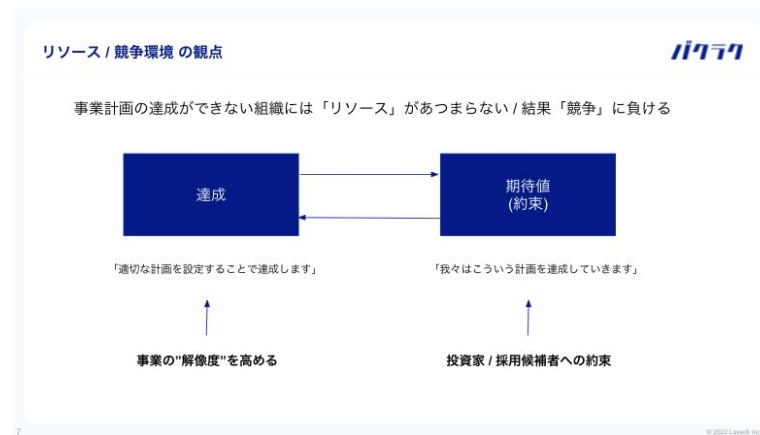 リソース / 競争環境 の観点
バクラク
事業計画の達成ができない組織には「リソース」があつまらない / 結果「競争」に負ける
達成
期待値
(約束)
「適切な計画を設定することで達成します」
「我々はこういう計画を達成していきます」
事業の”解像度”を高める
投資家 / 採用候補者への約束
7
© 2022 LayerX Inc